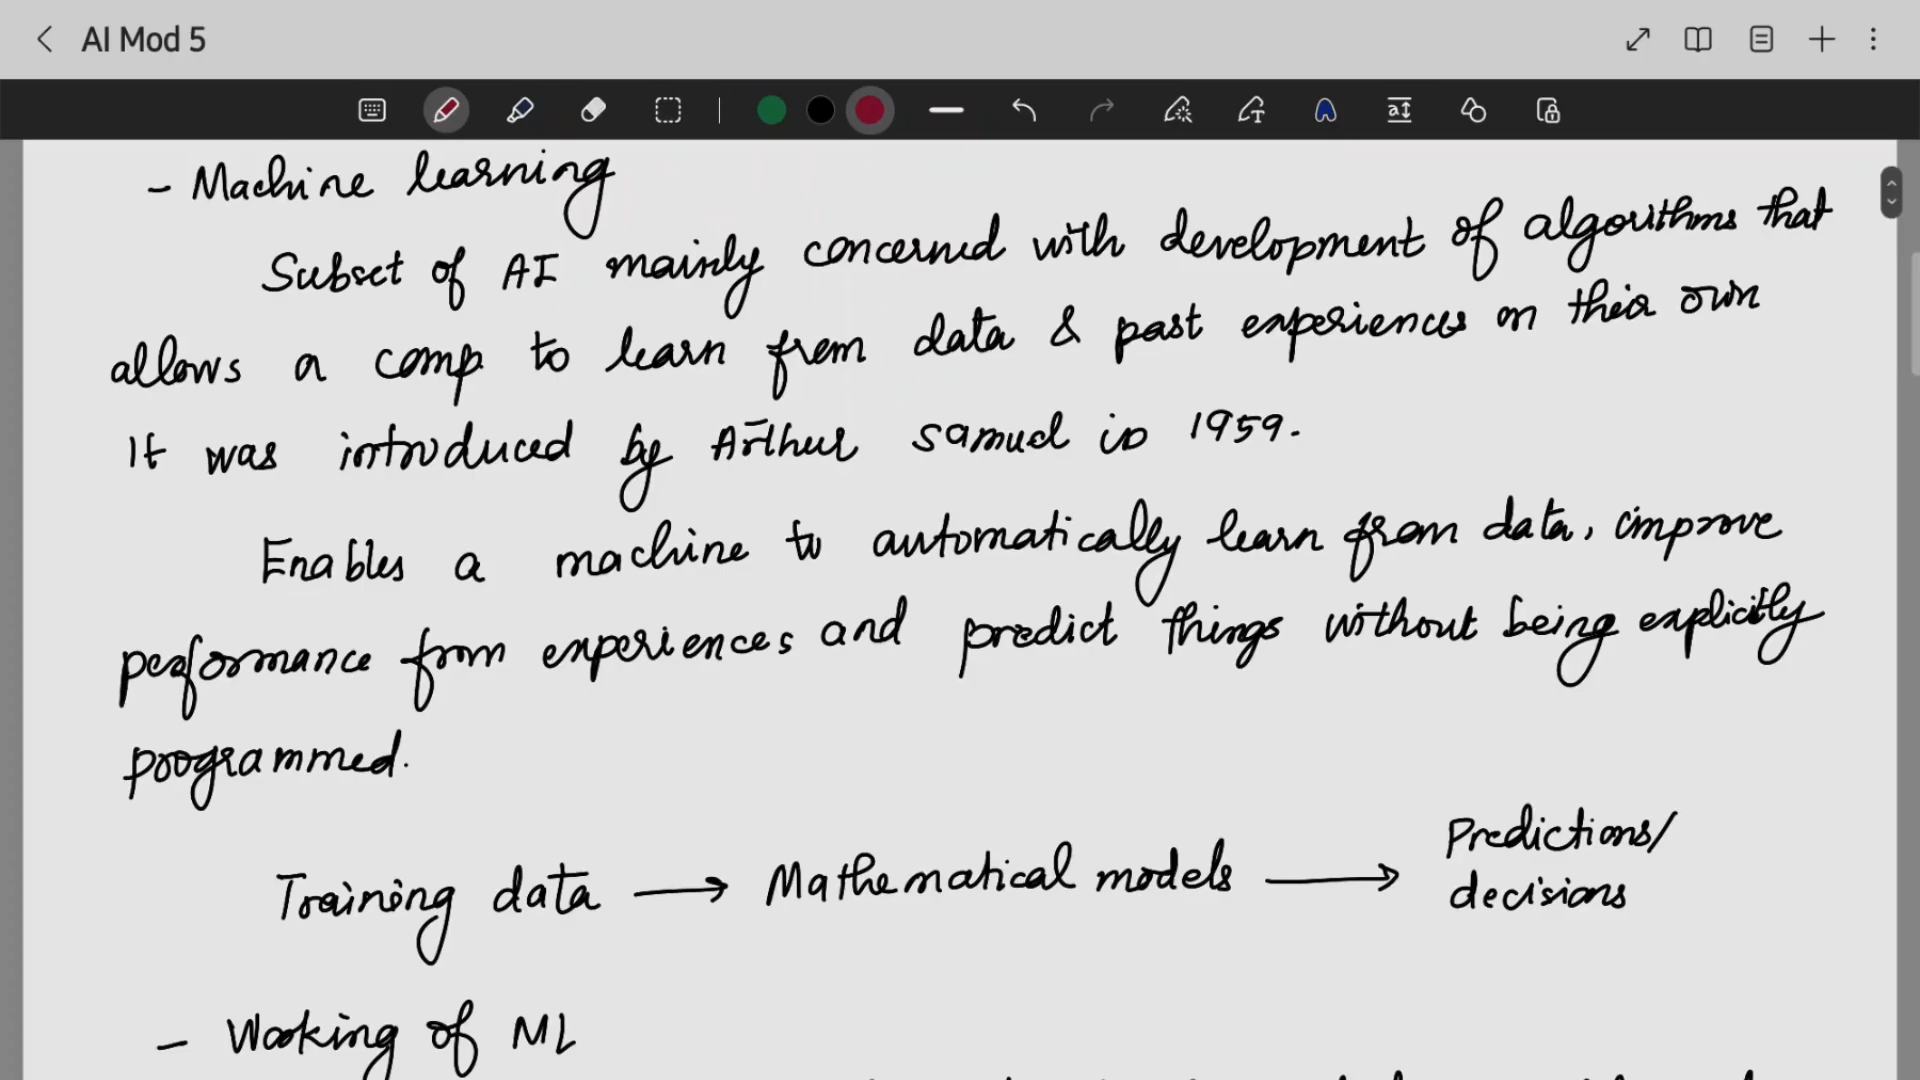 AI Mod 5
- Machine learning
Subset of AI mainly concerned with development of algorithms that
allows a comp. to learn from data & past experiences on their own
It was introduced by Arthur Samuel in 1959.
Enables a machine to automatically learn from data, improve
performance from experiences and predict things without being explicitly
programmed.
Training data → Mathematical models → Predictions/
decisions
- Working of ML